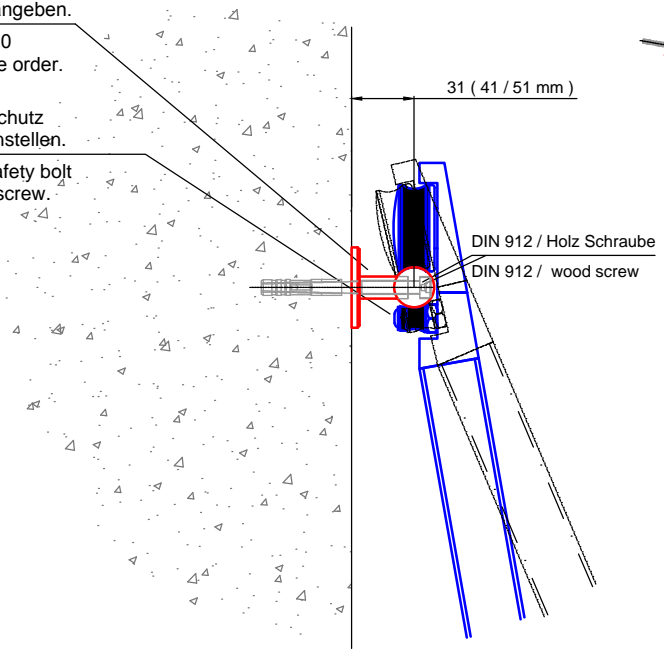 angeben.
0
e order.
chutz
nstellen.
afety bolt
screw.
31 ( 41 / 51 mm )
DIN 912 / Holz Schraube
DIN 912 / wood screw